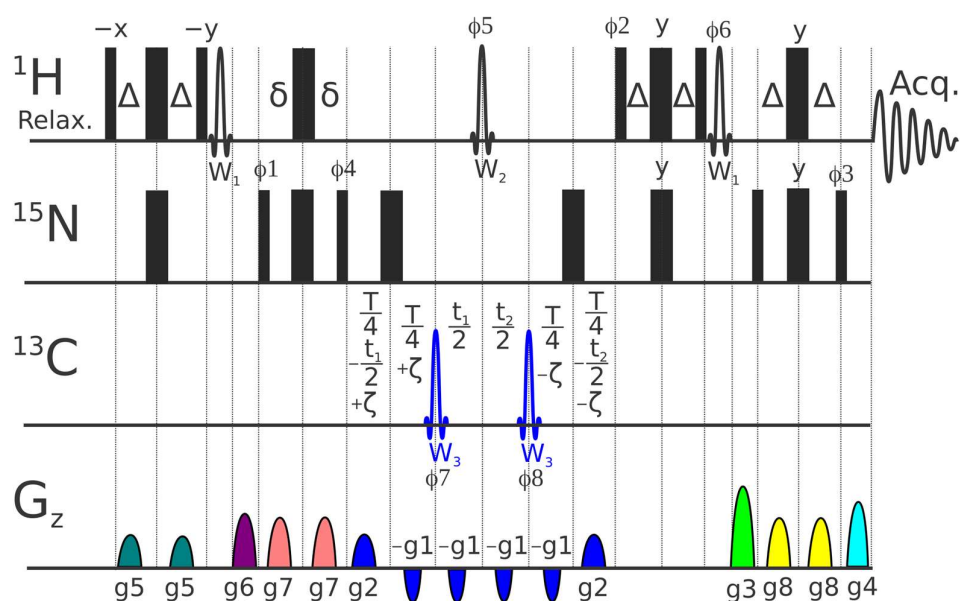 −x −y ϕ5 ϕ2 y ϕ6 y
¹H Δ Δ δ δ Δ Δ Δ Δ Acq.
Relax.
W₁ ϕ1 ϕ4 W₂ y W₁ y ϕ3
¹⁵N
T/4 −t₁/2 +ζ T/4 +ζ t₁/2 t₂/2 T/4 −ζ T/4 −t₂/2 −ζ
¹³C
W₃ W₃
ϕ7 ϕ8
G_z
−g1 −g1 −g1 −g1
g5 g5 g6 g7 g7 g2 g2 g3 g8 g8 g4